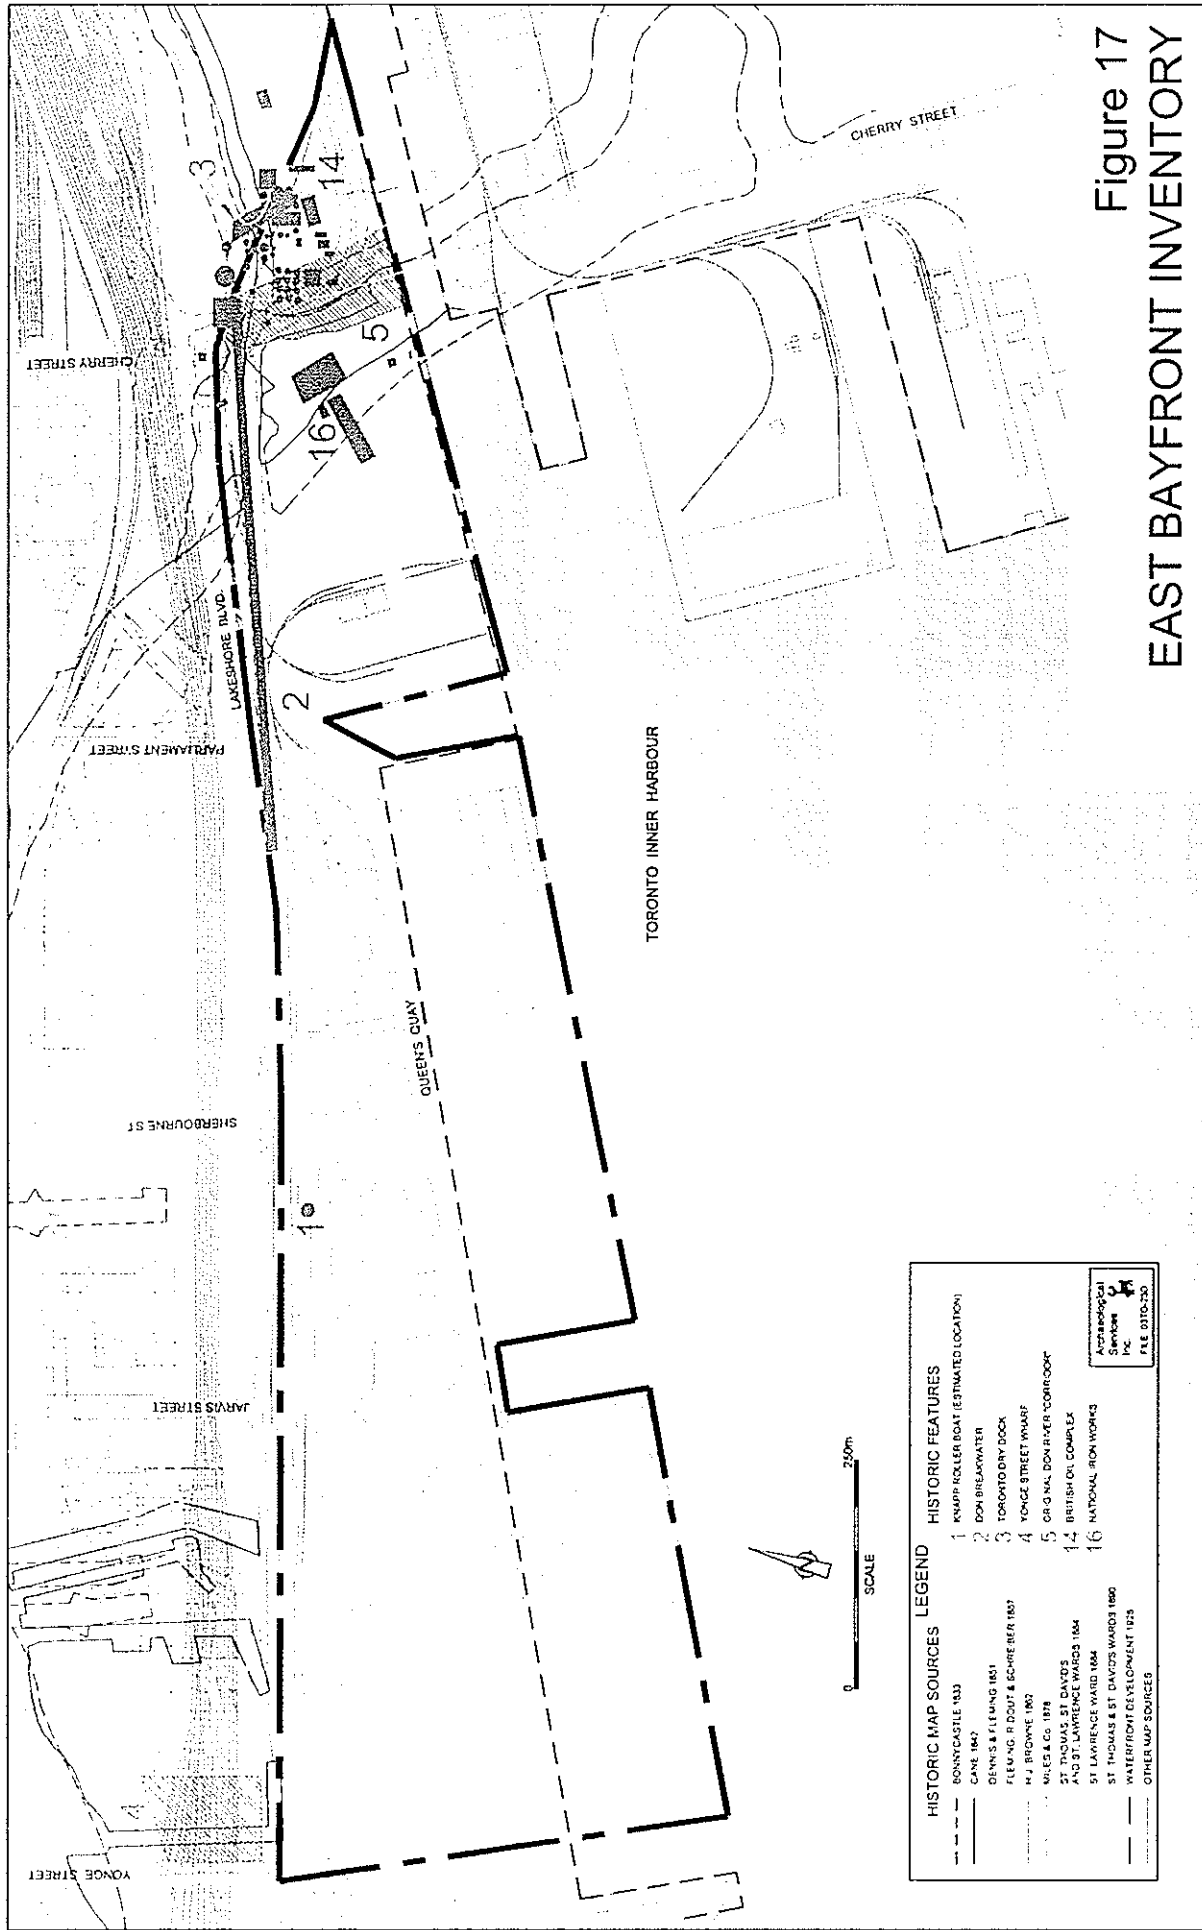 Figure 17
EAST BAYFRONT INVENTORY
YONGE STREET
JARVIS STREET
SHERBOURNE ST
PARLIAMENT STREET
CHERRY STREET
LAKESHORE BLVD.
QUEEN'S QUAY
TORONTO INNER HARBOUR
CHERRY STREET
4
1
2
3
5
14
16
0
250m
SCALE
LEGEND
HISTORIC MAP SOURCES
BONNYCASTLE 1833
CANE 1842
DENNIS & FLEMING 1851
FLEMING, RIDOUT & SCHREIBER 1857
H.J. BROWNE 1862
MILES & Co. 1878
ST. THOMAS, ST. DAVID'S
AND ST. LAWRENCE WARDS 1884
ST LAWRENCE WARD 1884
ST THOMAS & ST DAVID'S WARDS 1890
WATERFRONT DEVELOPMENT 1925
OTHER MAP SOURCES
HISTORIC FEATURES
1 KNAPP ROLLER BOAT (ESTIMATED LOCATION)
2 DON BREAKWATER
3 TORONTO DRY DOCK
4 YONGE STREET WHARF
5 ORIGINAL DON RIVER "CORRIDOR"
14 BRITISH OIL COMPLEX
16 NATIONAL IRON WORKS
Archaeological
Services
Inc.
FILE 03TO-230